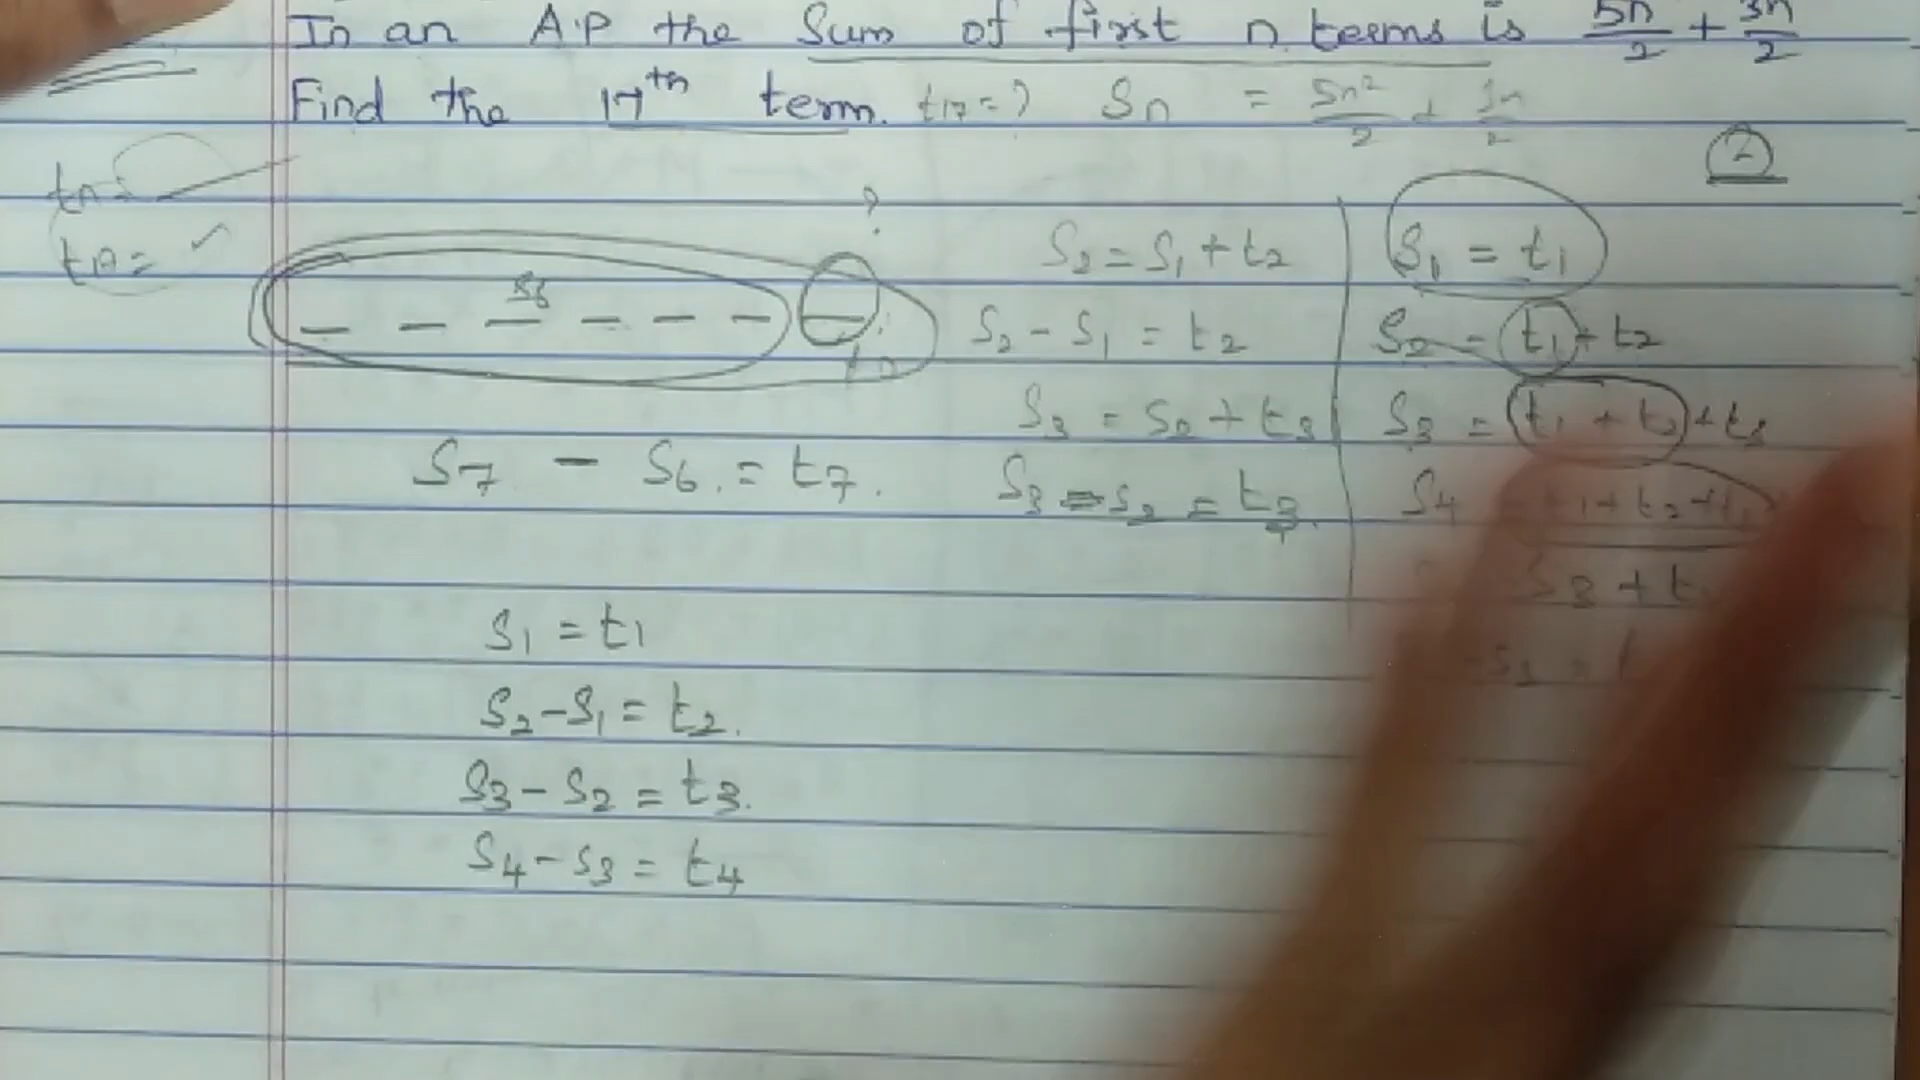 In an A.P the Sum of first n terms is 5n/2 + 3n/2
Find the 17th term. t17 = ? Sn = 5n²/2 + 3n/2
2
tn =
?
S2 = S1 + t2
S1 = t1
S6
S2 - S1 = t2
S2 = t1 + t2
S3 = S2 + t3
S3 = t1 + t2 + t3
S7 - S6 = t7.
S3 - S2 = t3.
S4
S3 + t
S1 = t1
S2 - S1 = t2.
S3 - S2 = t3.
S4 - S3 = t4